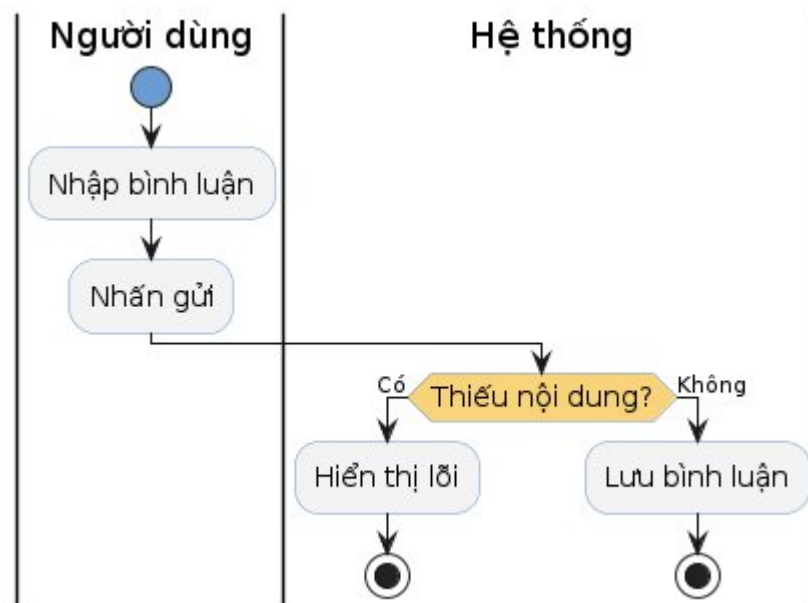 Người dùng
Hệ thống
Nhập bình luận
Nhấn gửi
Có
Thiếu nội dung?
Không
Hiển thị lỗi
Lưu bình luận